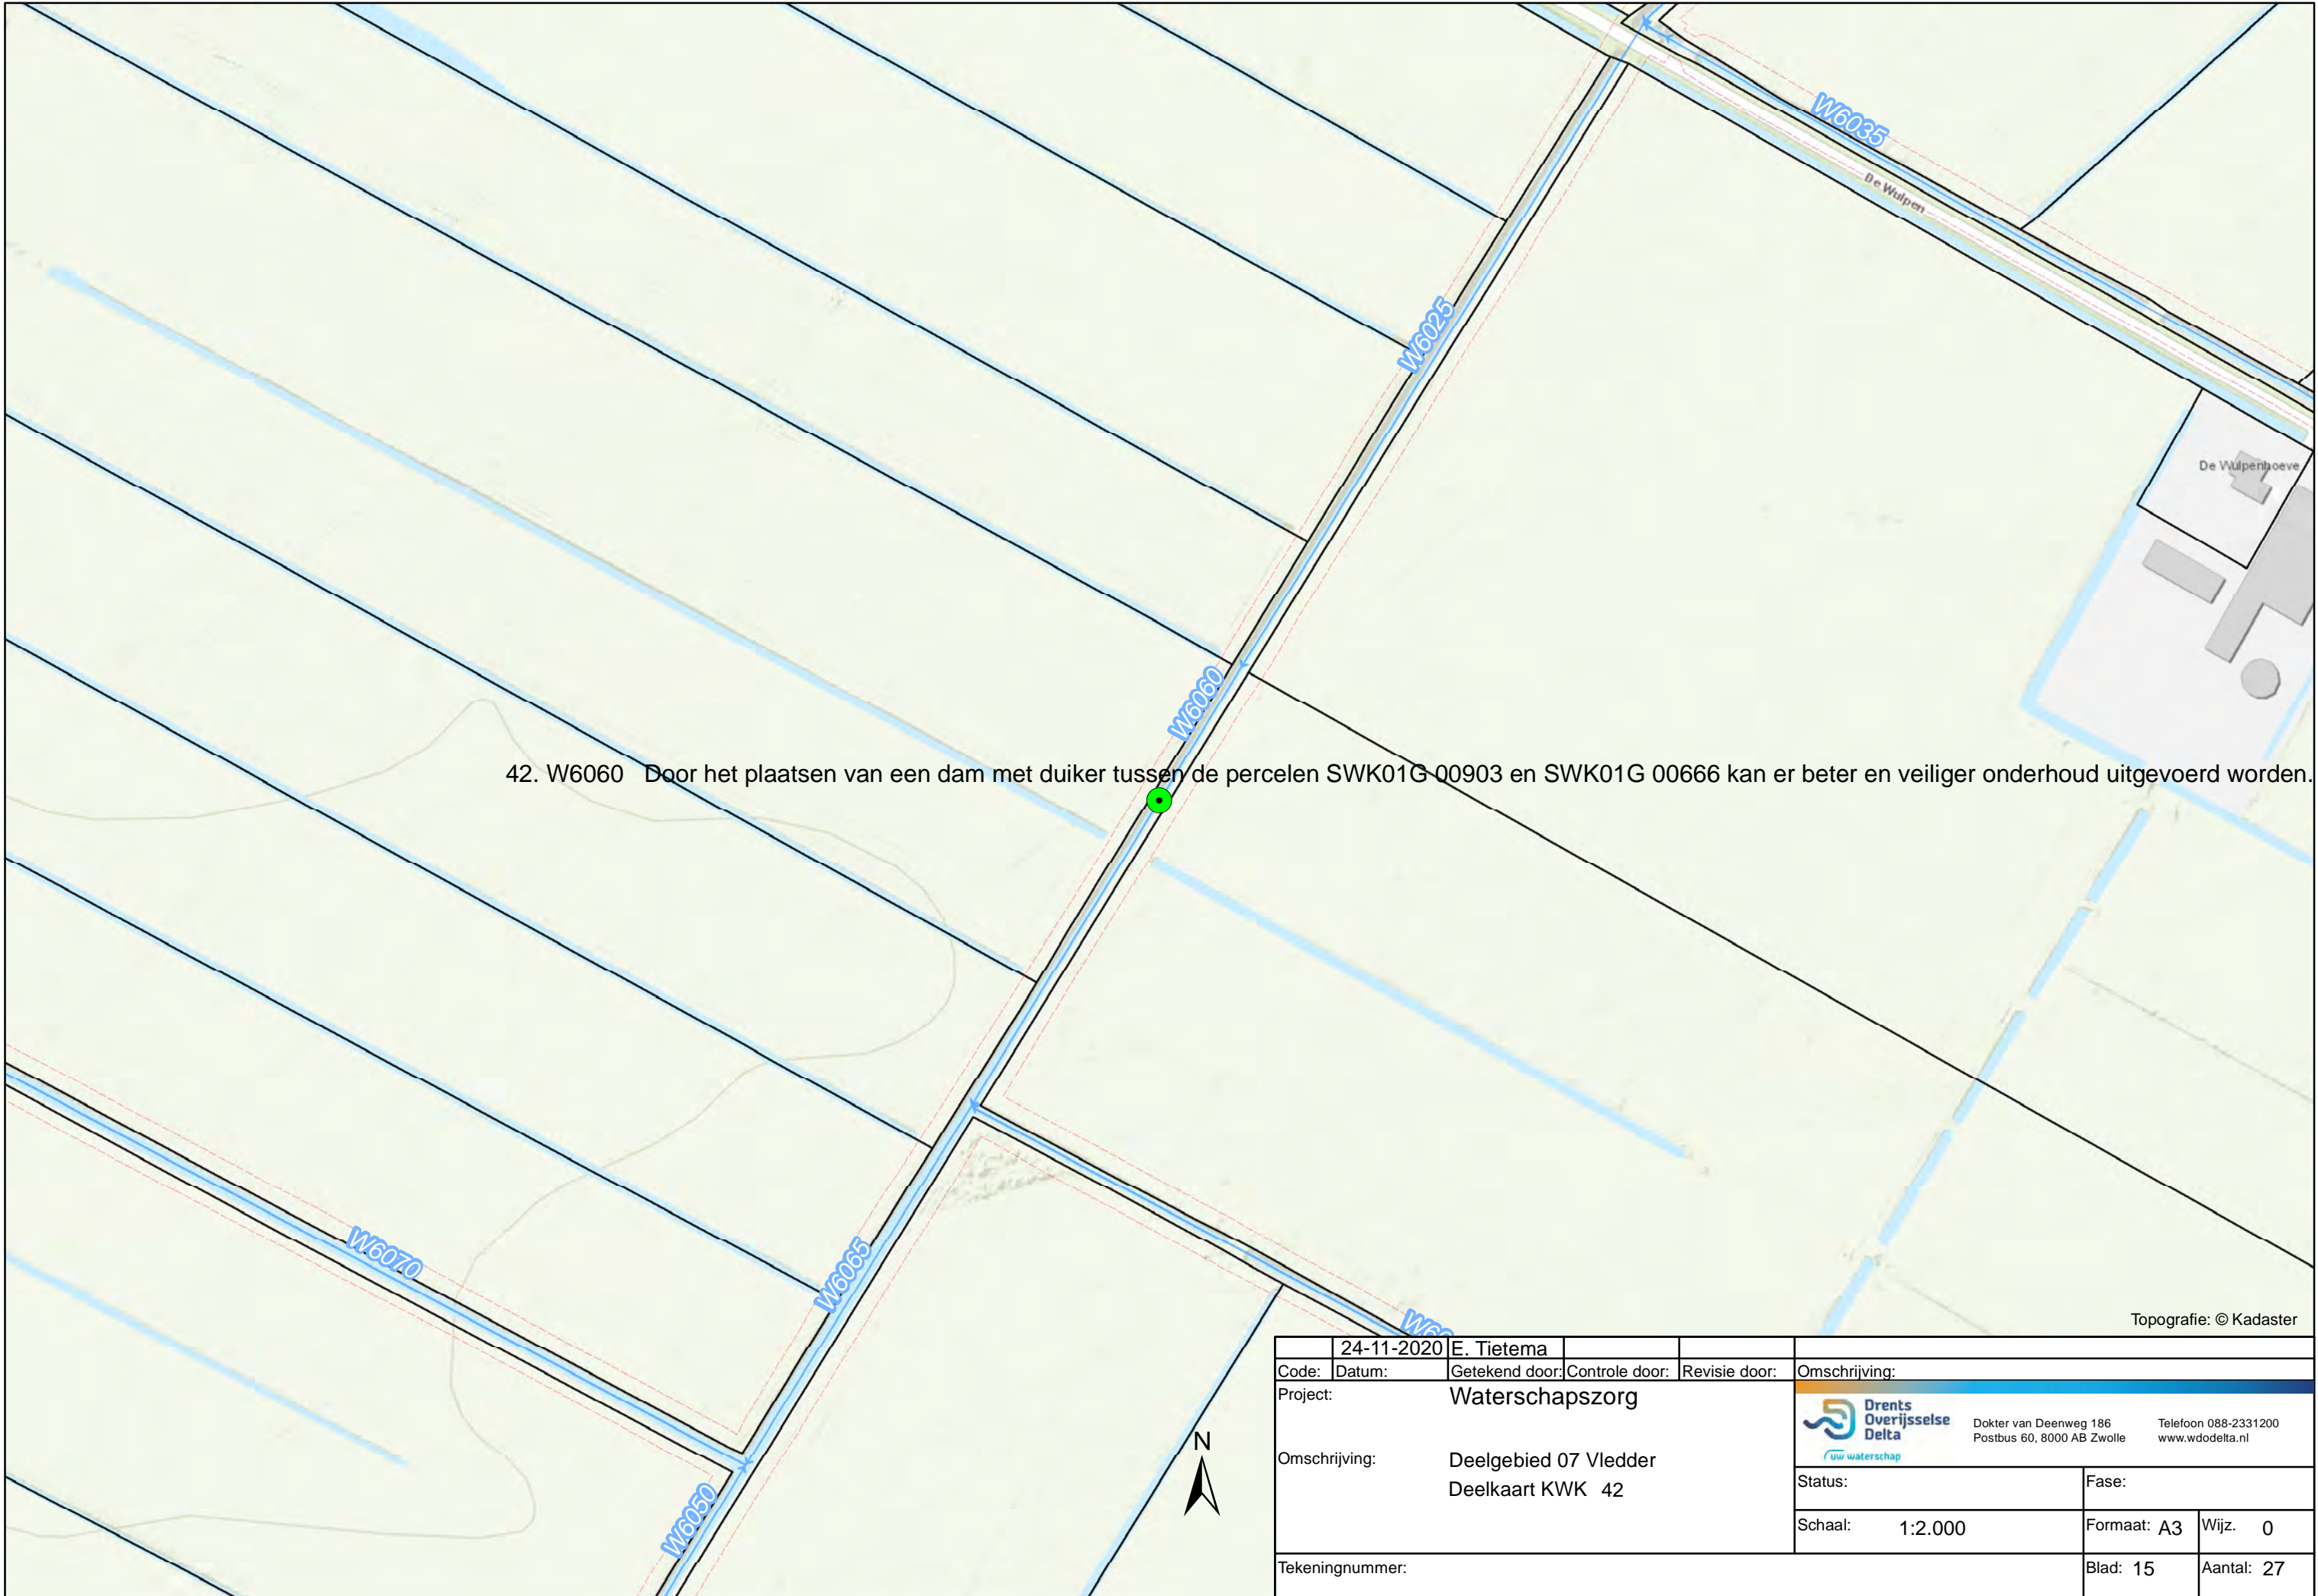 W6035
De Wulpen
W6025
De Wulpenhoeve
W6060
42. W6060 Door het plaatsen van een dam met duiker tussen de percelen SWK01G 00903 en SWK01G 00666 kan er beter en veiliger onderhoud uitgevoerd worden.
W6070
W6065
W6050
N
Topografie: © Kadaster
24-11-2020 E. Tietema
Code: Datum: Getekend door: Controle door: Revisie door: Omschrijving:
Project: Waterschapszorg
Drents
Overijsselse
Delta
uw waterschap
Dokter van Deenweg 186
Postbus 60, 8000 AB Zwolle
Telefoon 088-2331200
www.wdodelta.nl
Omschrijving: Deelgebied 07 Vledder
Deelkaart KWK 42
Status: Fase:
Schaal: 1:2.000 Formaat: A3 Wijz. 0
Tekeningnummer: Blad: 15 Aantal: 27